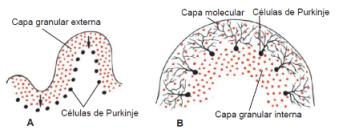 Capa granular externa
Células de Purkinje
A
Capa molecular
Células de Purkinje
Capa granular interna
B